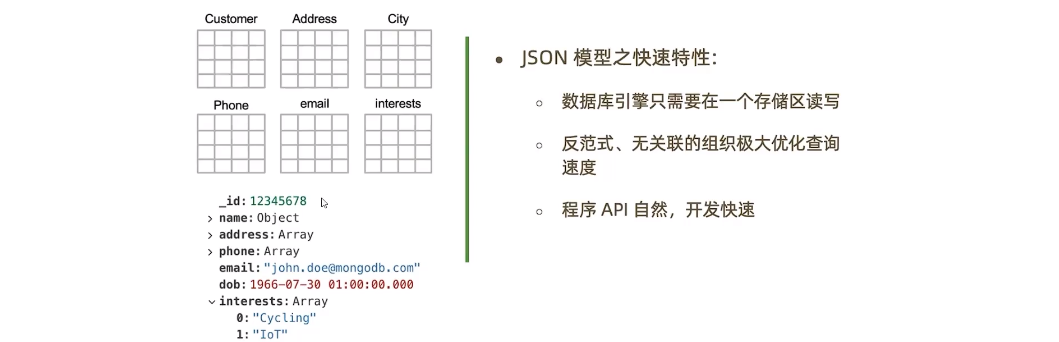 Customer Address City
Phone email interests
_id: 12345678
name: Object
address: Array
phone: Array
email: "john.doe@mongodb.com"
dob: 1966-07-30 01:00:00.000
interests: Array
0: "Cycling"
1: "IoT"
JSON 模型之快速特性：
数据库引擎只需要在一个存储区读写
反范式、无关联的组织极大优化查询
速度
程序 API 自然，开发快速